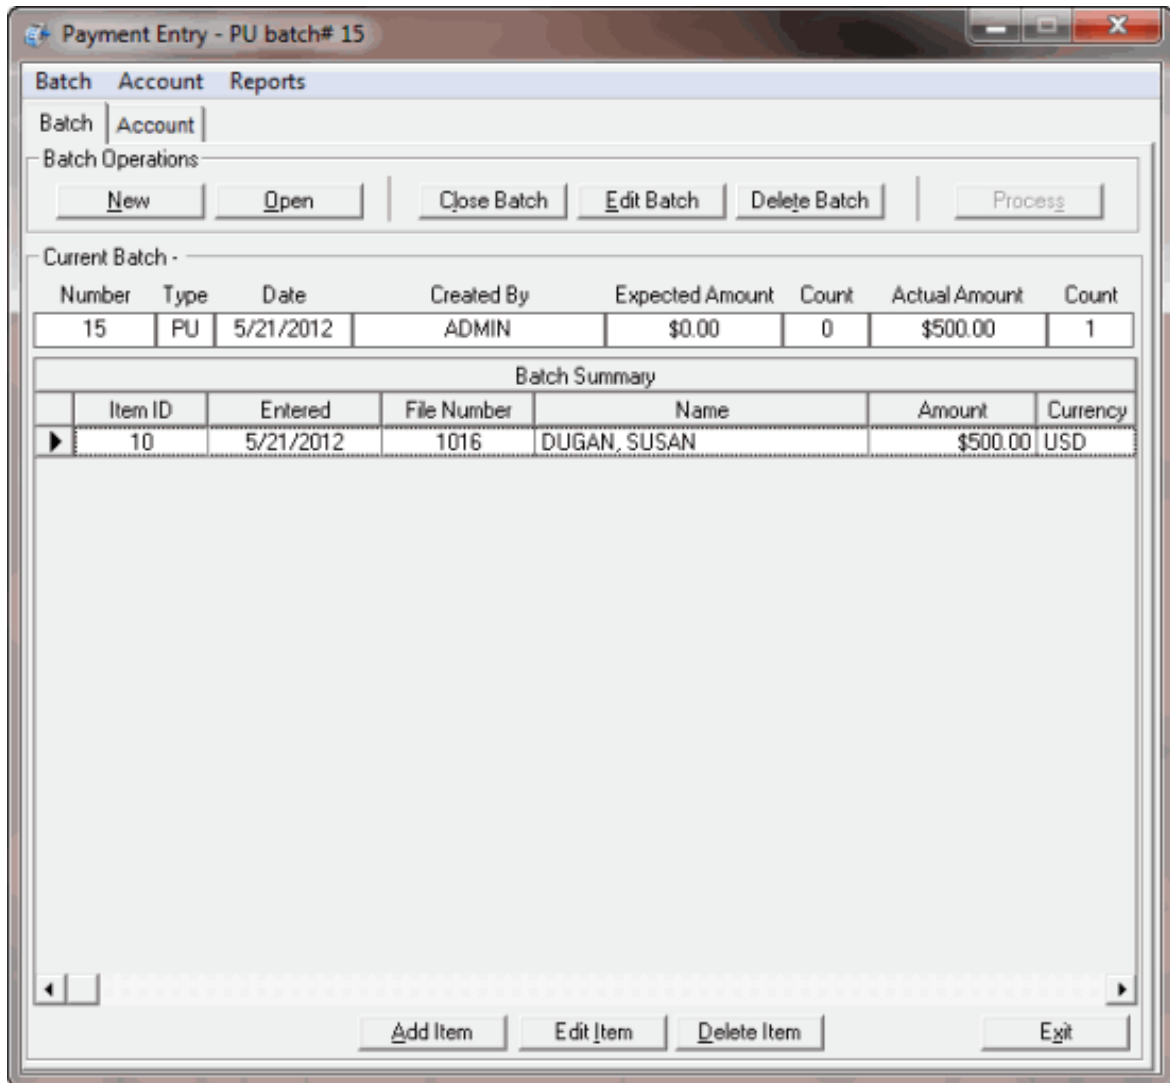 Payment Entry - PU batch# 15
Batch Account Reports
Batch Account
Batch Operations
New Open Close Batch Edit Batch Delete Batch Process
Current Batch -
Number Type Date Created By Expected Amount Count Actual Amount Count
15 PU 5/21/2012 ADMIN $0.00 0 $500.00 1
Batch Summary
Item ID Entered File Number Name Amount Currency
10 5/21/2012 1016 DUGAN, SUSAN $500.00 USD
Add Item Edit Item Delete Item Exit